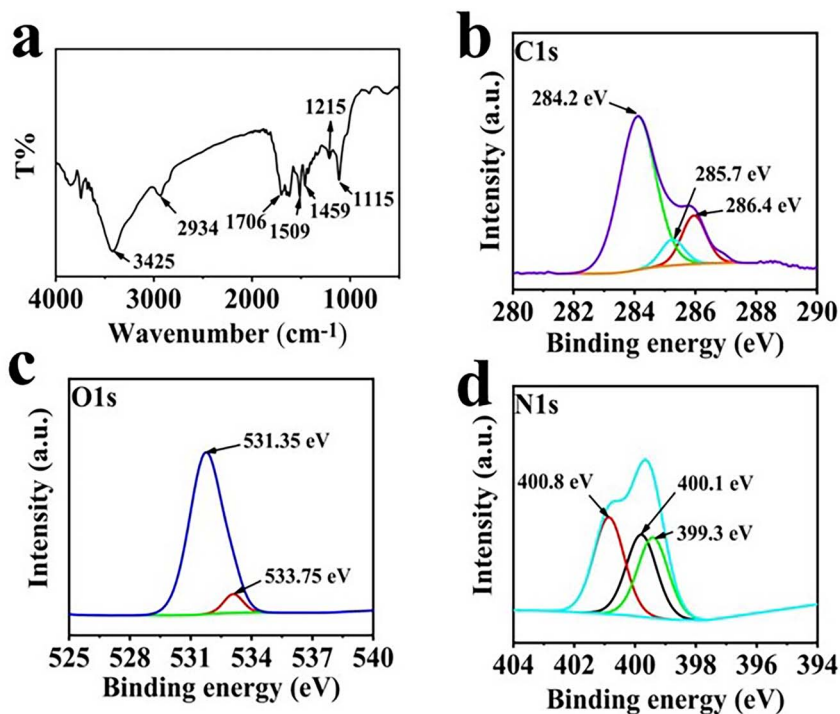 a
T%
1215
2934
1706
1509
1459
1115
3425
4000 3000 2000 1000
Wavenumber (cm-1)
b
C1s
284.2 eV
285.7 eV
286.4 eV
Intensity (a.u.)
280 282 284 286 288 290
Binding energy (eV)
c
O1s
531.35 eV
533.75 eV
Intensity (a.u.)
525 528 531 534 537 540
Binding energy (eV)
d
N1s
400.8 eV
400.1 eV
399.3 eV
Intensity (a.u.)
404 402 400 398 396 394
Binding energy (eV)